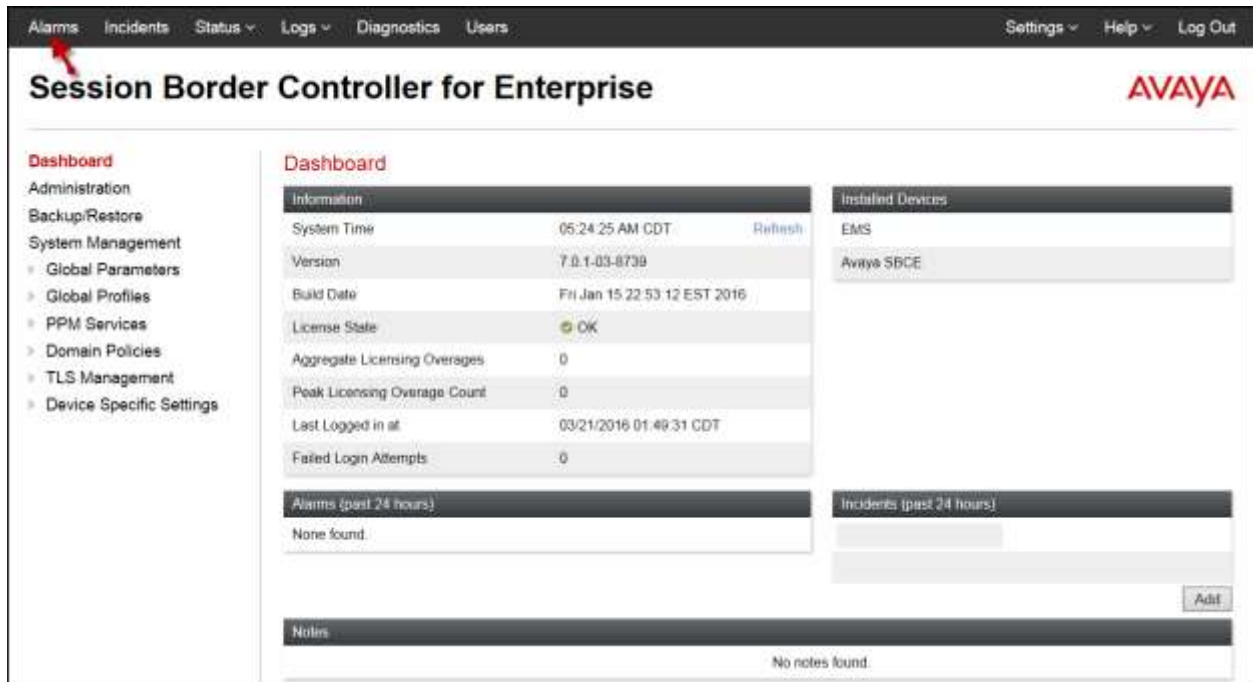 Alarms Incidents Status Logs Diagnostics Users Settings Help Log Out
Session Border Controller for Enterprise
AVAYA
Dashboard
Administration
Backup/Restore
System Management
Global Parameters
Global Profiles
PPM Services
Domain Policies
TLS Management
Device Specific Settings
Dashboard
Information
System Time 05:24:25 AM CDT Refresh
Version 7.0.1-03-8739
Build Date Fri Jan 15 22:53:12 EST 2016
License State OK
Aggregate Licensing Overages 0
Peak Licensing Overage Count 0
Last Logged in at 03/21/2016 01:49:31 CDT
Failed Login Attempts 0
Installed Devices
EMS
Avaya SBCE
Alarms (past 24 hours)
None found.
Incidents (past 24 hours)
Add
Notes
No notes found.